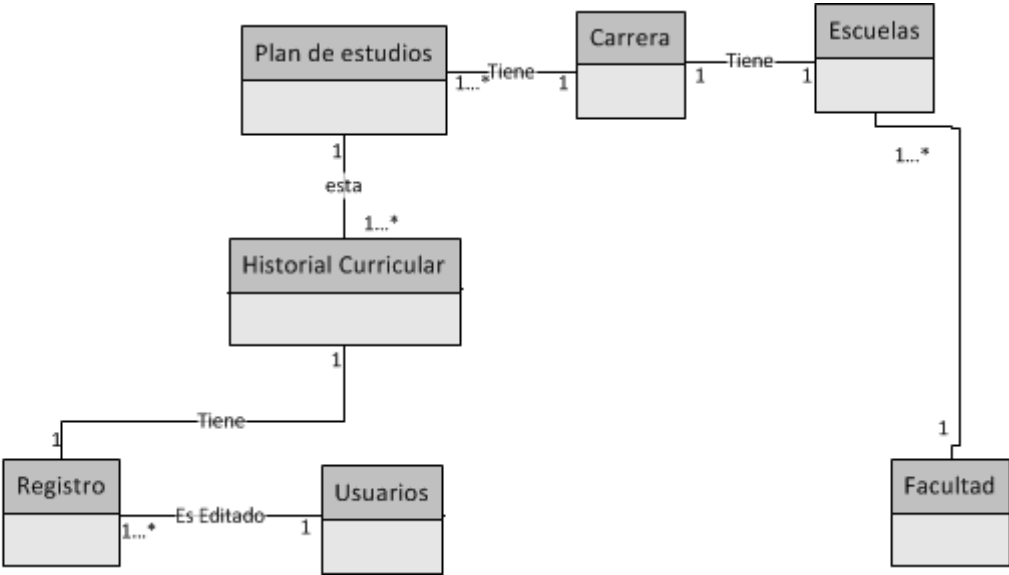 Escuelas
Carrera
Plan de estudios
Tiene
Tiene
1...*
1
1
1
1
1...*
esta
1...*
Historial Curricular
1
Tiene
1
1
Registro
Usuarios
Facultad
Es Editado
1...*
1